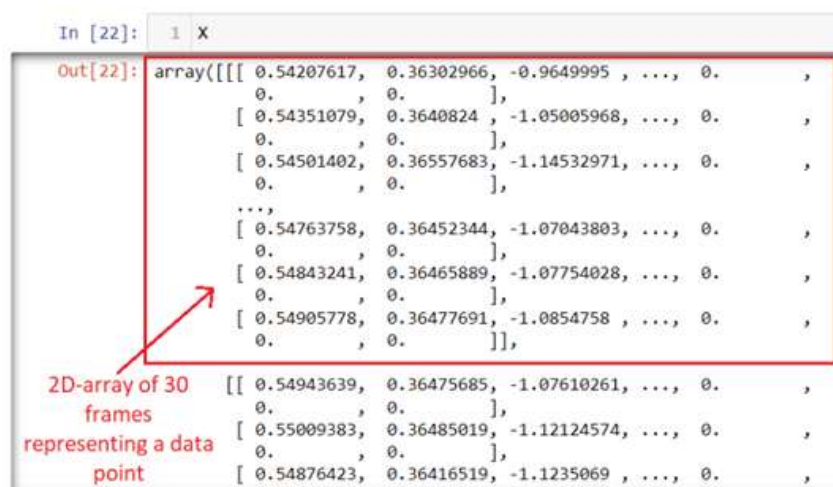 In [22]: 1 X
Out[22]: array([[[ 0.54207617, 0.36302966, -0.9649995 , ..., 0. ,
0. , 0. ],
[ 0.54351079, 0.3640824 , -1.05005968, ..., 0. ,
0. , 0. ],
[ 0.54501402, 0.36557683, -1.14532971, ..., 0. ,
0. , 0. ],
...,
[ 0.54763758, 0.36452344, -1.07043803, ..., 0. ,
0. , 0. ],
[ 0.54843241, 0.36465889, -1.07754028, ..., 0. ,
0. , 0. ],
[ 0.54905778, 0.36477691, -1.0854758 , ..., 0. ,
0. , 0. ]],
[[ 0.54943639, 0.36475685, -1.07610261, ..., 0. ,
0. , 0. ],
[ 0.55009383, 0.36485019, -1.12124574, ..., 0. ,
0. , 0. ],
[ 0.54876423, 0.36416519, -1.1235069 , ..., 0. ,
2D-array of 30
frames
representing a data
point